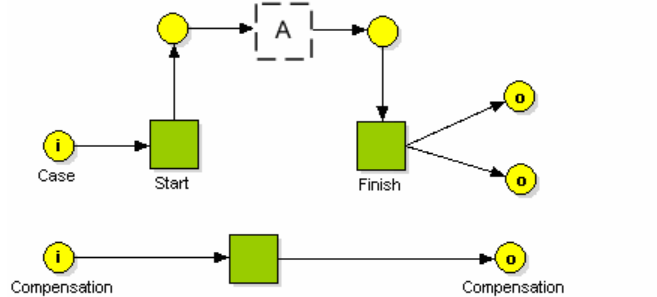 A
o
i
Case
Start
Finish
o
i
o
Compensation
Compensation